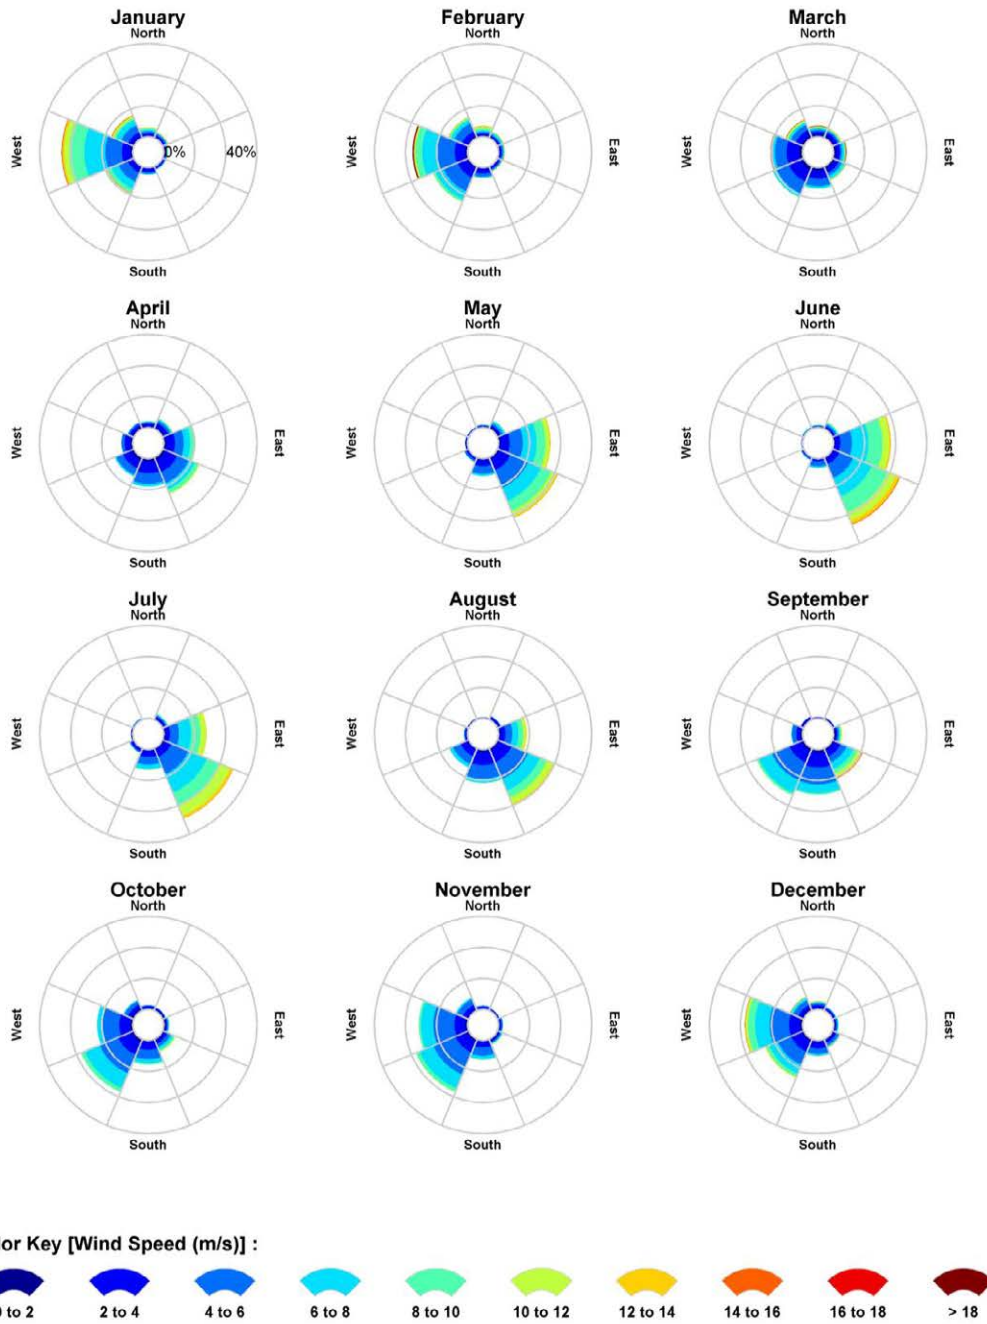 January February March
North North North
West 0% 40% West East West East
South South South
April May June
North North North
West East West East West East
South South South
July August September
North North North
West East West East West East
South South South
October November December
North North North
West East West East West East
South South South
lor Key [Wind Speed (m/s)] :
0 to 2 2 to 4 4 to 6 6 to 8 8 to 10 10 to 12 12 to 14 14 to 16 16 to 18 > 18